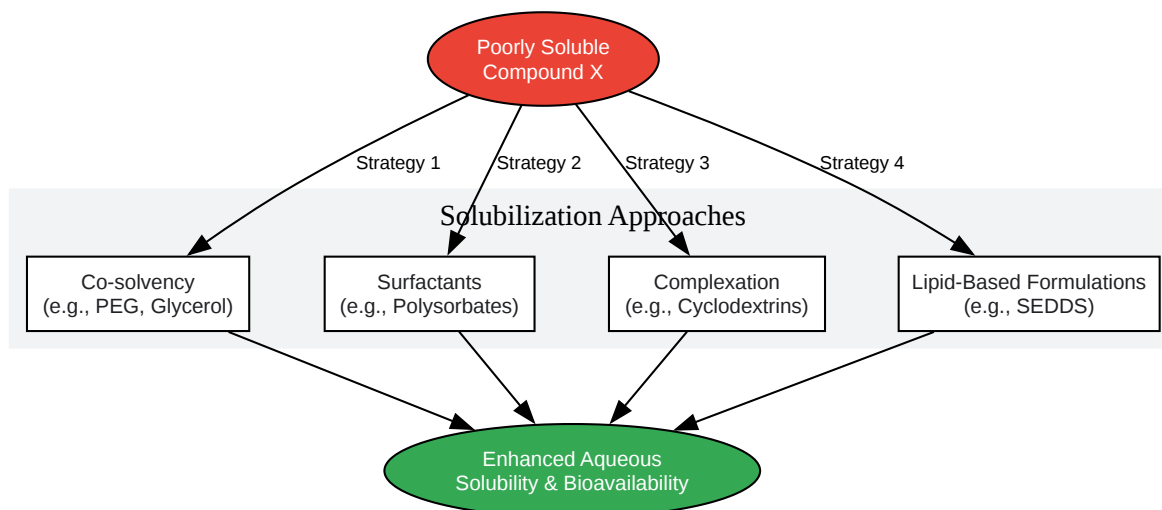 Poorly Soluble
Compound X
Strategy 1
Strategy 2
Strategy 3
Strategy 4
Solubilization Approaches
Co-solvency
(e.g., PEG, Glycerol)
Surfactants
(e.g., Polysorbates)
Complexation
(e.g., Cyclodextrins)
Lipid-Based Formulations
(e.g., SEDDS)
Enhanced Aqueous
Solubility & Bioavailability